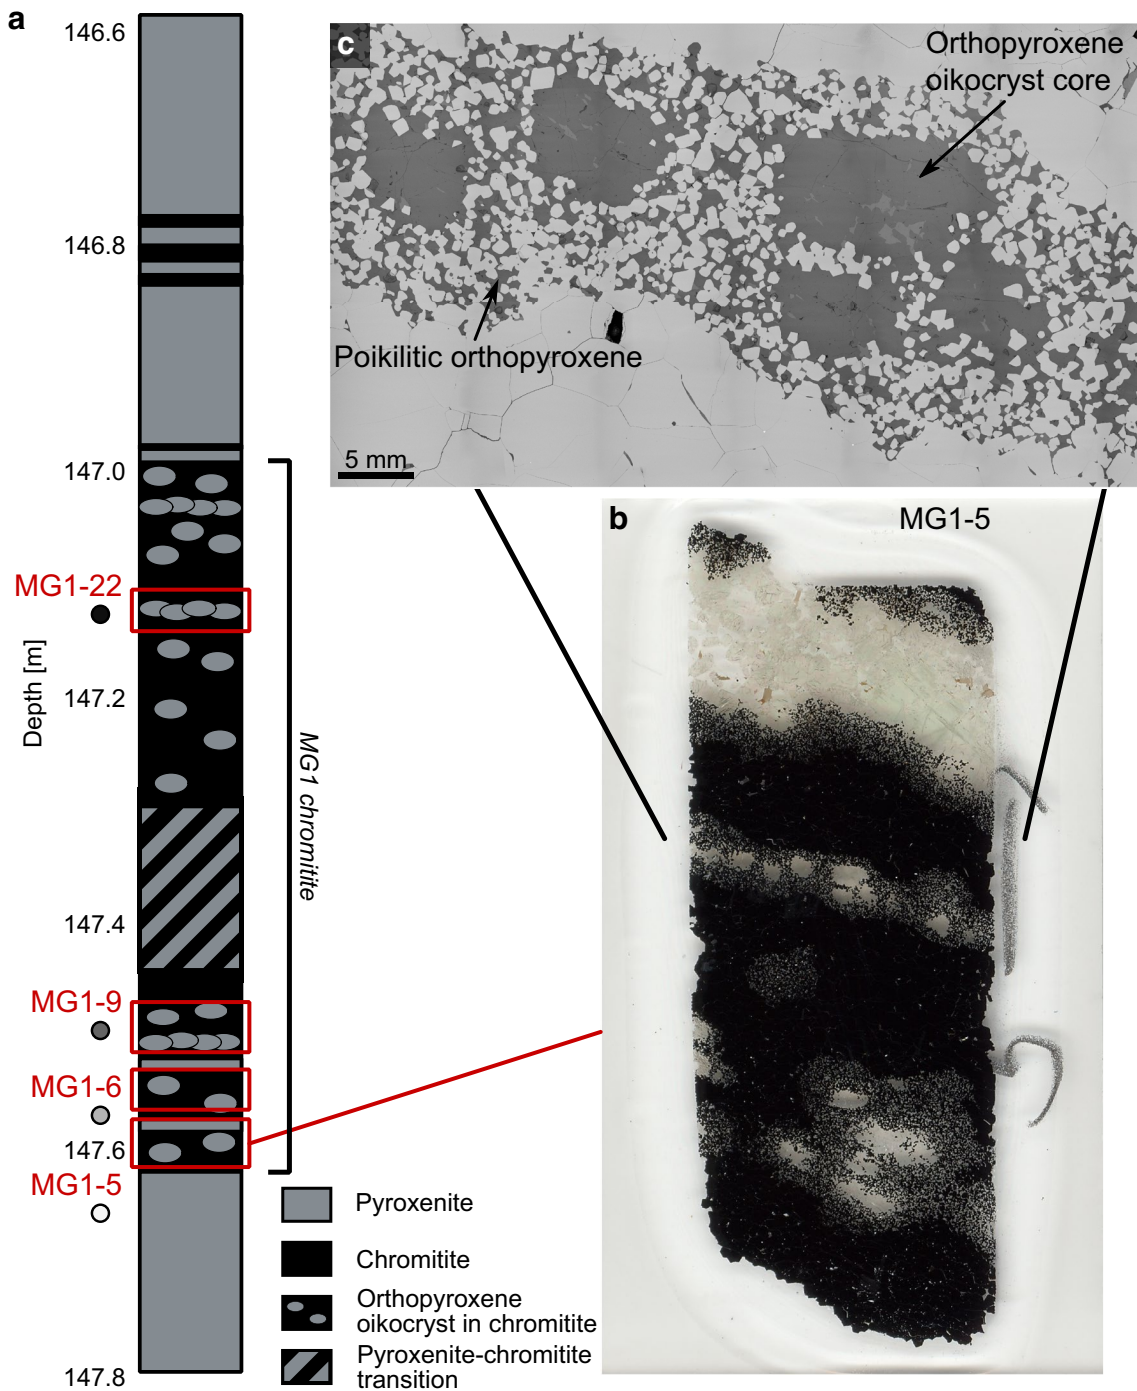 a
146.6
146.8
147.0
MG1-22
147.2
Depth [m]
147.4
MG1-9
MG1-6
147.6
MG1-5
147.8
MG1 chromitite
Pyroxenite
Chromitite
Orthopyroxene
oikocryst in chromitite
Pyroxenite-chromitite
transition
c
Orthopyroxene
oikocryst core
Poikilitic orthopyroxene
5 mm
b
MG1-5